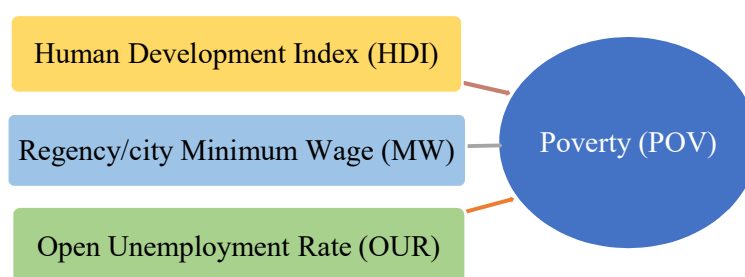 Human Development Index (HDI)
Regency/city Minimum Wage (MW)
Poverty (POV)
Open Unemployment Rate (OUR)